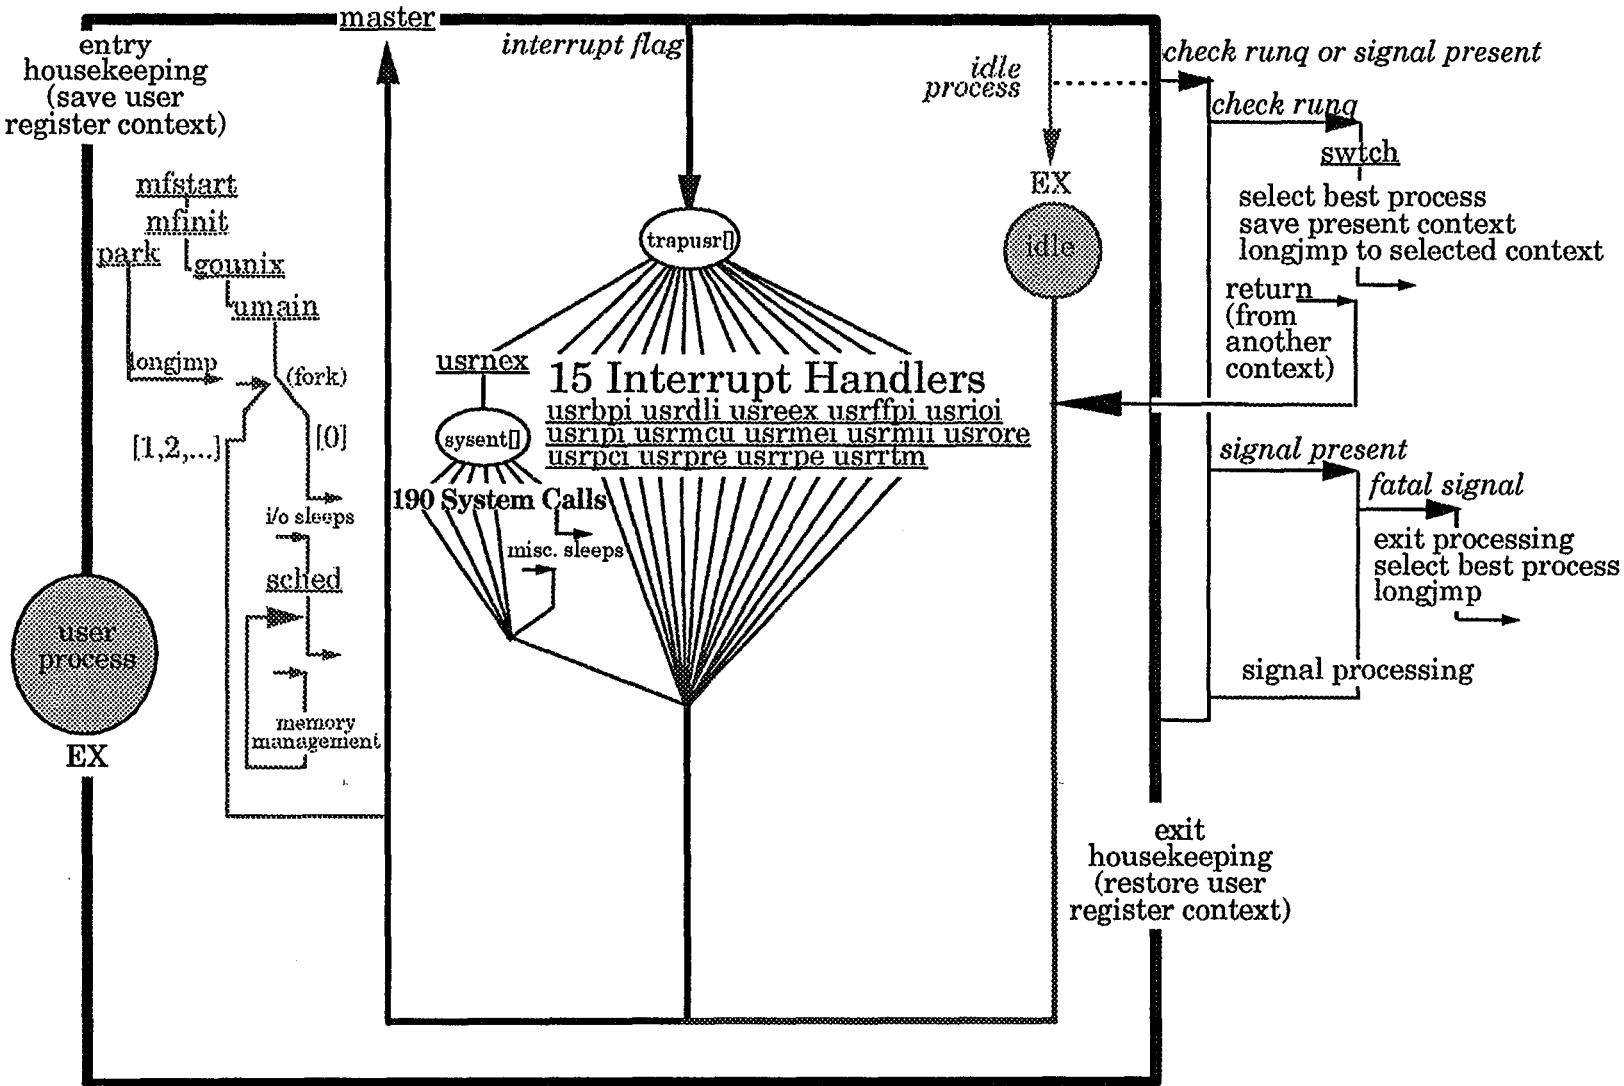 master
entry
housekeeping
(save user
register context)
interrupt flag
idle
process
check runq or signal present
check runq
swtch
select best process
save present context
longjmp to selected context
return
(from
another
context)
EX
idle
mfstart
mfinit
park
gounix
umain
longjmp
(fork)
[1,2,...]
[0]
i/o sleeps
sched
memory
management
trapusr[]
usrnex
sysent[]
190 System Calls
misc. sleeps
15 Interrupt Handlers
usrbpi usrdli usreex usrffpi usrioi
usripi usrmcu usrmei usrmii usrore
usrpci usrpre usrrpe usrrtm
signal present
fatal signal
exit processing
select best process
longjmp
signal processing
user
process
EX
exit
housekeeping
(restore user
register context)